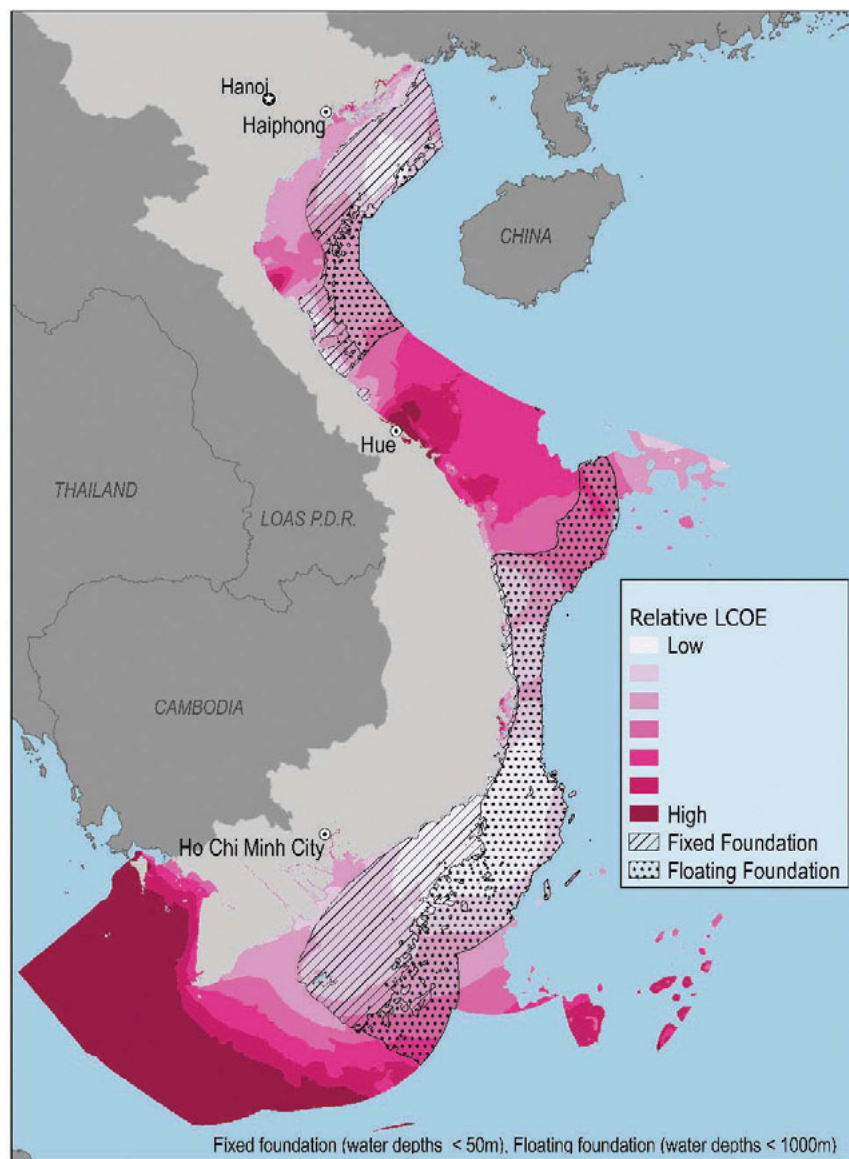 Hanoi
Haiphong
CHINA
Hue
THAILAND
LOAS P.D.R.
CAMBODIA
Ho Chi Minh City
Relative LCOE
Low
High
Fixed Foundation
Floating Foundation
Fixed foundation (water depths < 50m), Floating foundation (water depths < 1000m)